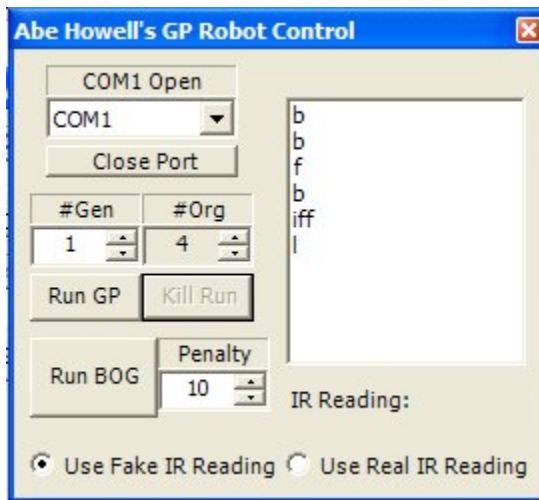 Abe Howell's GP Robot Control
COM1 Open
COM1
Close Port
#Gen #Org
1 4
Run GP Kill Run
Run BOG
Penalty
10
b
b
f
b
iff
l
IR Reading:
Use Fake IR Reading Use Real IR Reading